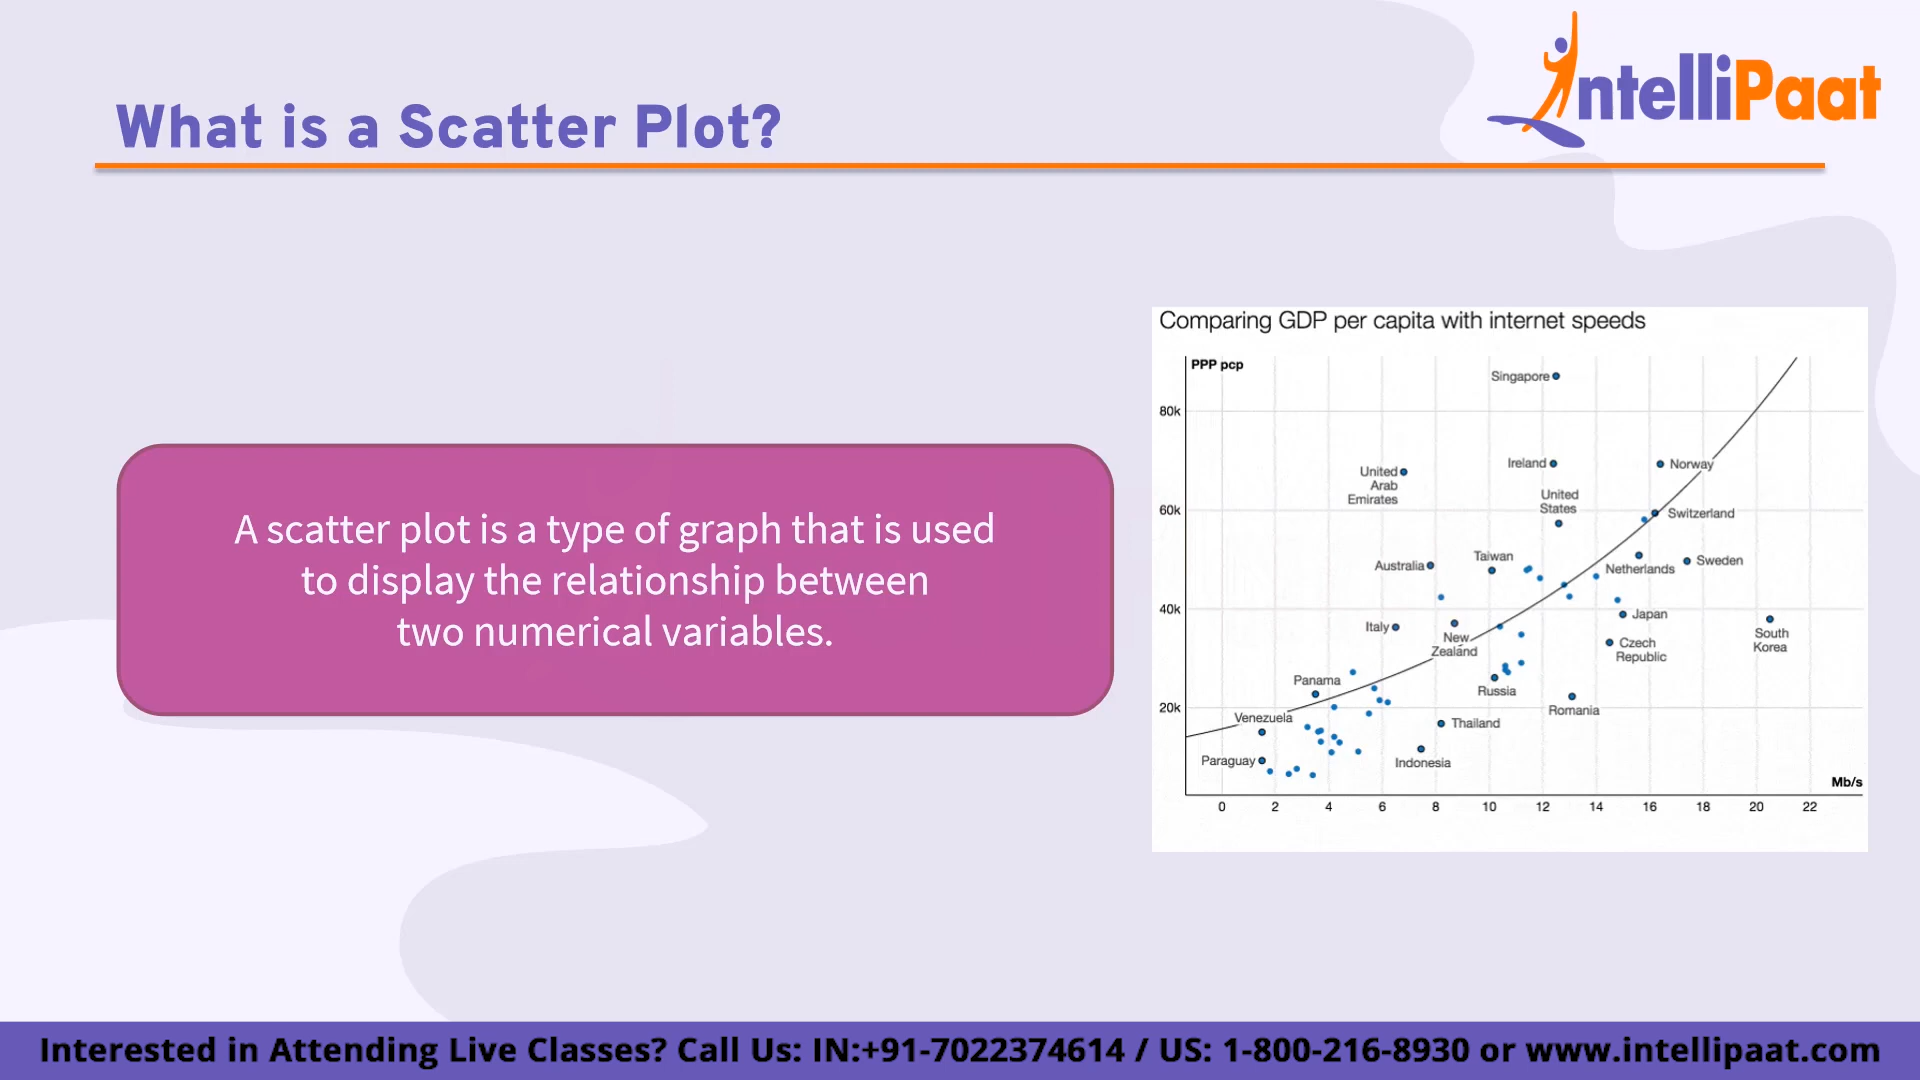 What is a Scatter Plot?
IntelliPaat
A scatter plot is a type of graph that is used
to display the relationship between
two numerical variables.
Comparing GDP per capita with internet speeds
PPP pcp
Singapore
80k
United
Arab
Emirates
Ireland
Norway
United
States
60k
Switzerland
Australia
Taiwan
Netherlands
Sweden
40k
Italy
New
Zealand
Japan
Czech
Republic
South
Korea
Panama
Russia
Romania
20k
Venezuela
Thailand
Paraguay
Indonesia
Mb/s
0 2 4 6 8 10 12 14 16 18 20 22
Interested in Attending Live Classes? Call Us: IN:+91-7022374614 / US: 1-800-216-8930 or www.intellipaat.com